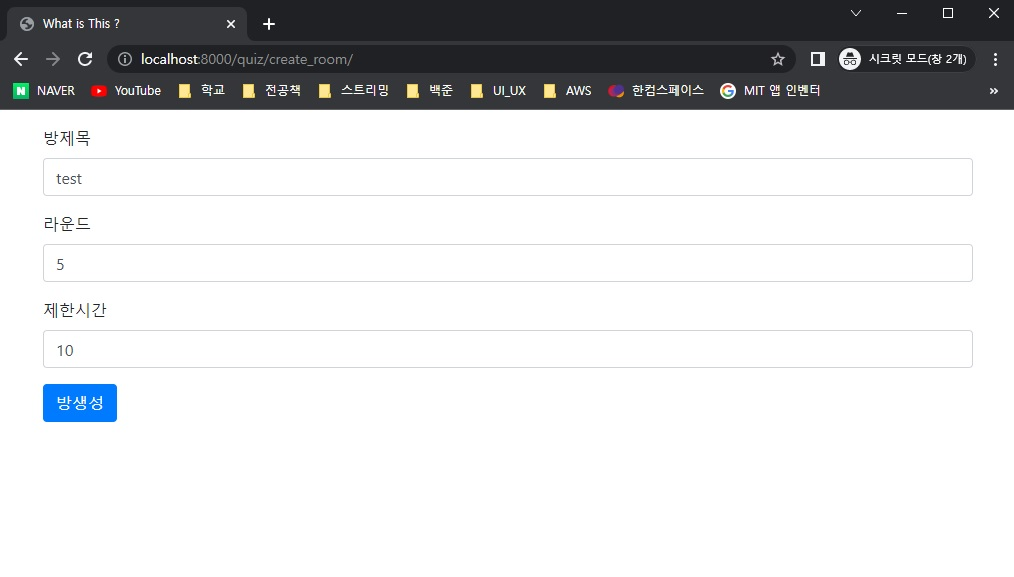 What is This ?
localhost:8000/quiz/create_room/
시크릿 모드(창 2개)
NAVER YouTube 학교 전공책 스트리밍 백준 UI_UX AWS 한컴스페이스 MIT 앱 인벤터 »
방제목
test
라운드
5
제한시간
10
방생성